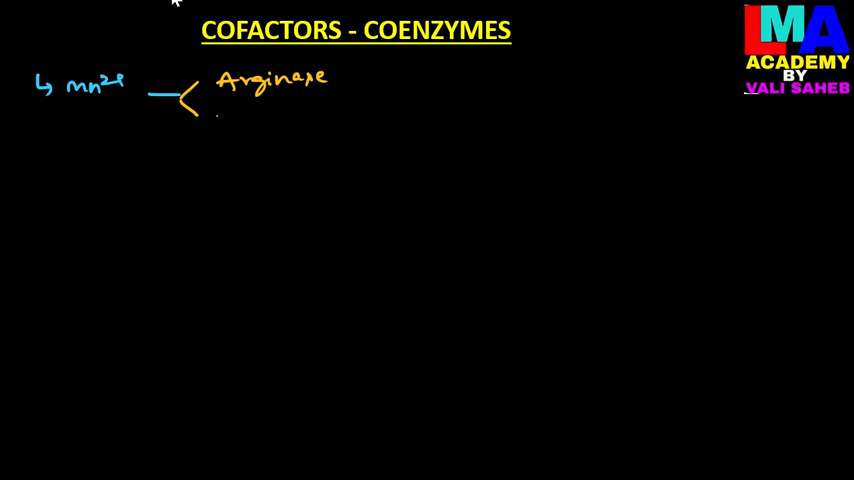 COFACTORS - COENZYMES
LMA
ACADEMY
BY
VALI SAHEB
↳ Mn2+
Arginase